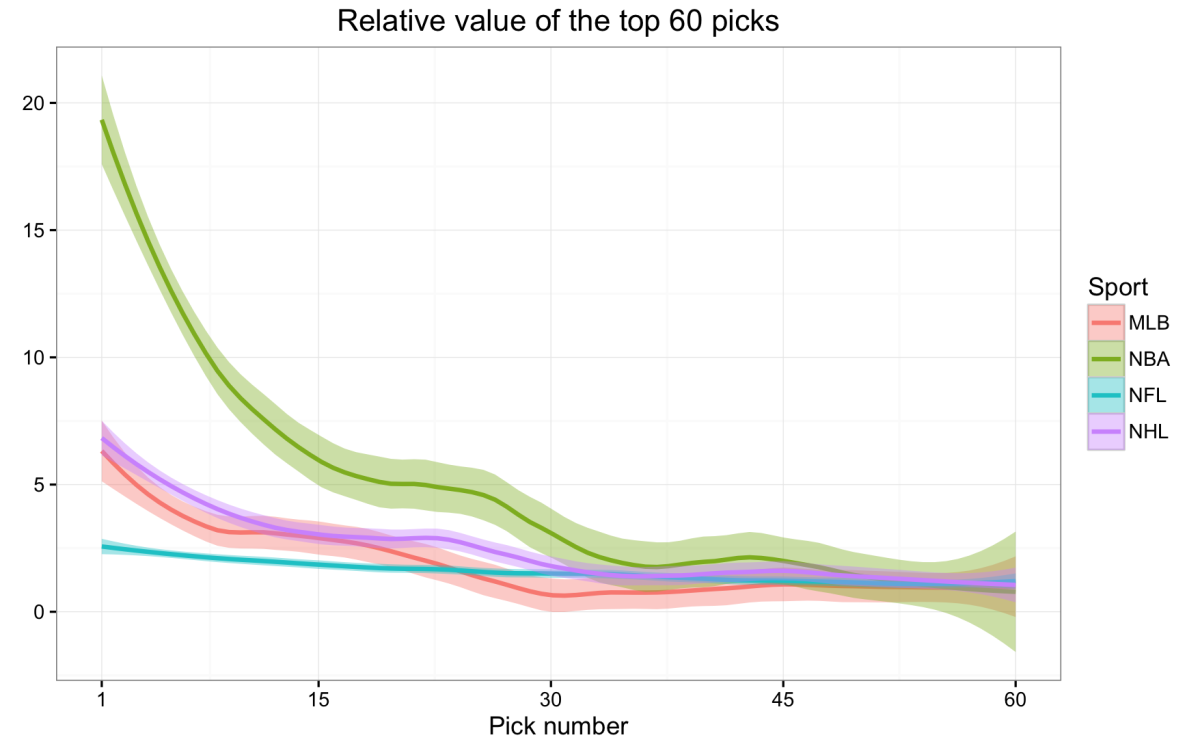 Relative value of the top 60 picks
20
15
10
5
0
1
15
30
45
60
Pick number
Sport
MLB
NBA
NFL
NHL